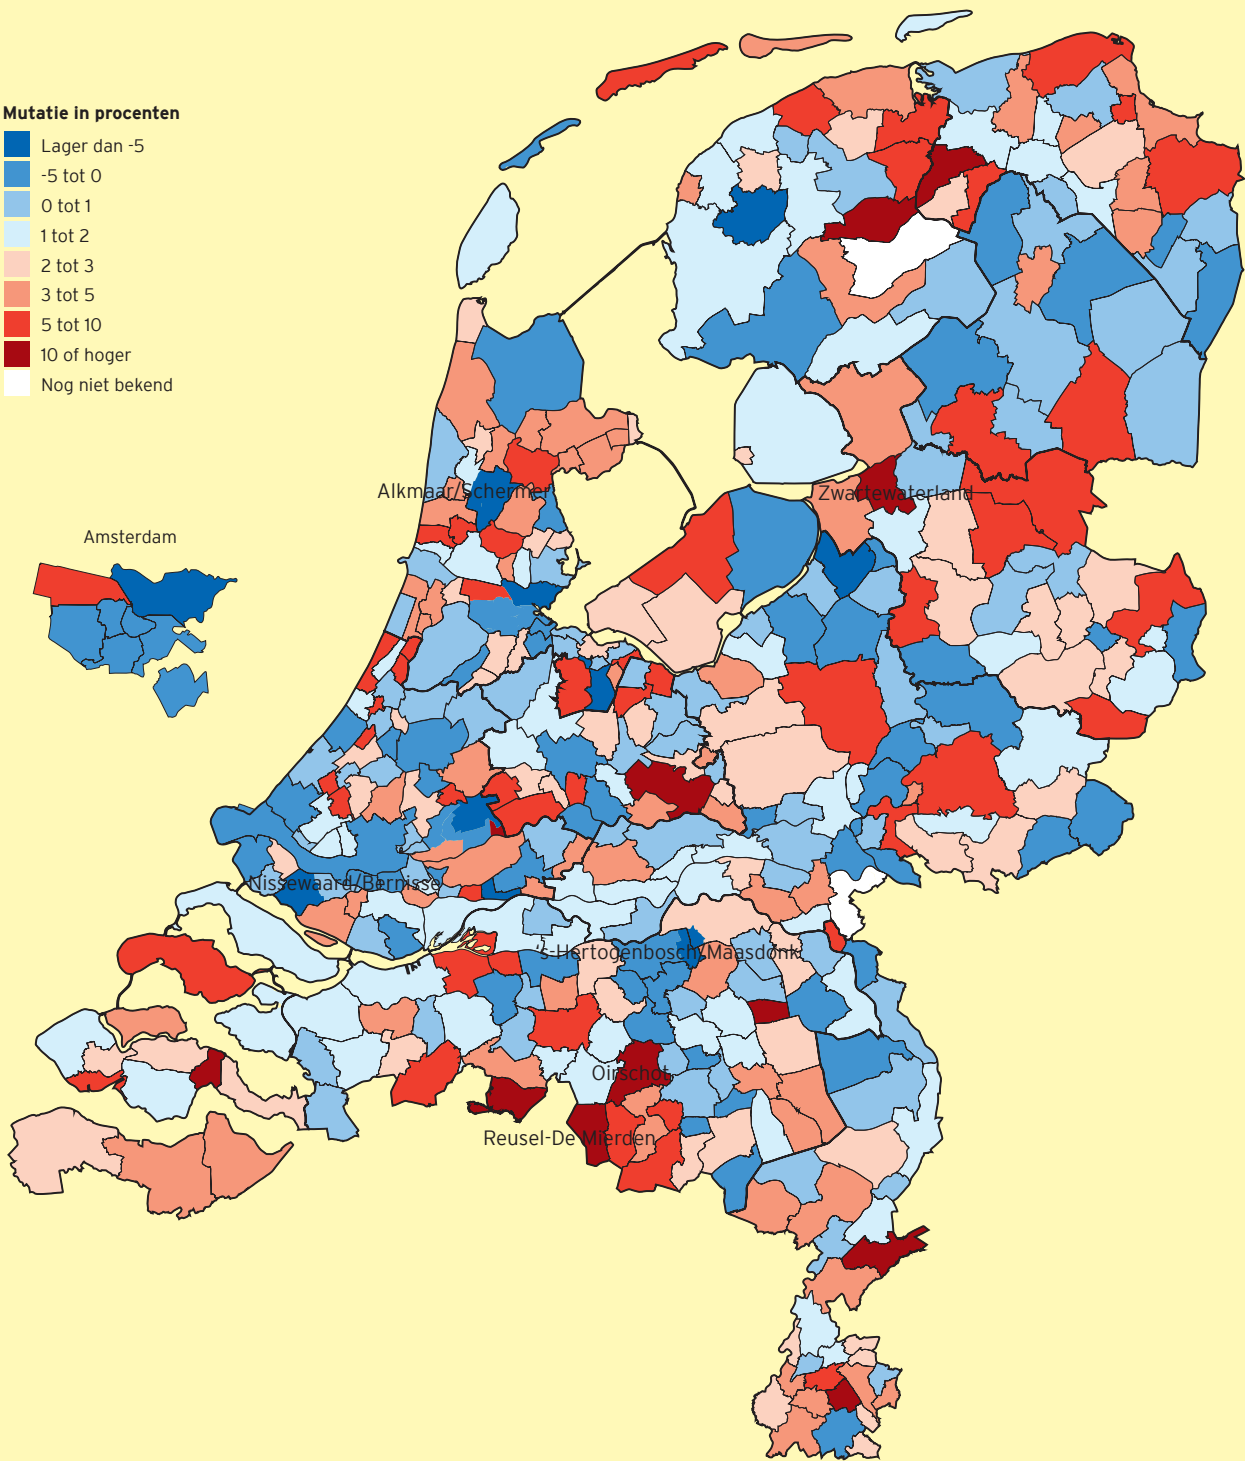 Mutatie in procenten
Lager dan -5
-5 tot 0
0 tot 1
1 tot 2
2 tot 3
3 tot 5
5 tot 10
10 of hoger
Nog niet bekend
Alkmaar/Schermer
Zwartewaterland
Amsterdam
Nissewaard/Bernisse
's-Hertogenbosch/Maasdonk
Oirschot
Reusel-De Mierden